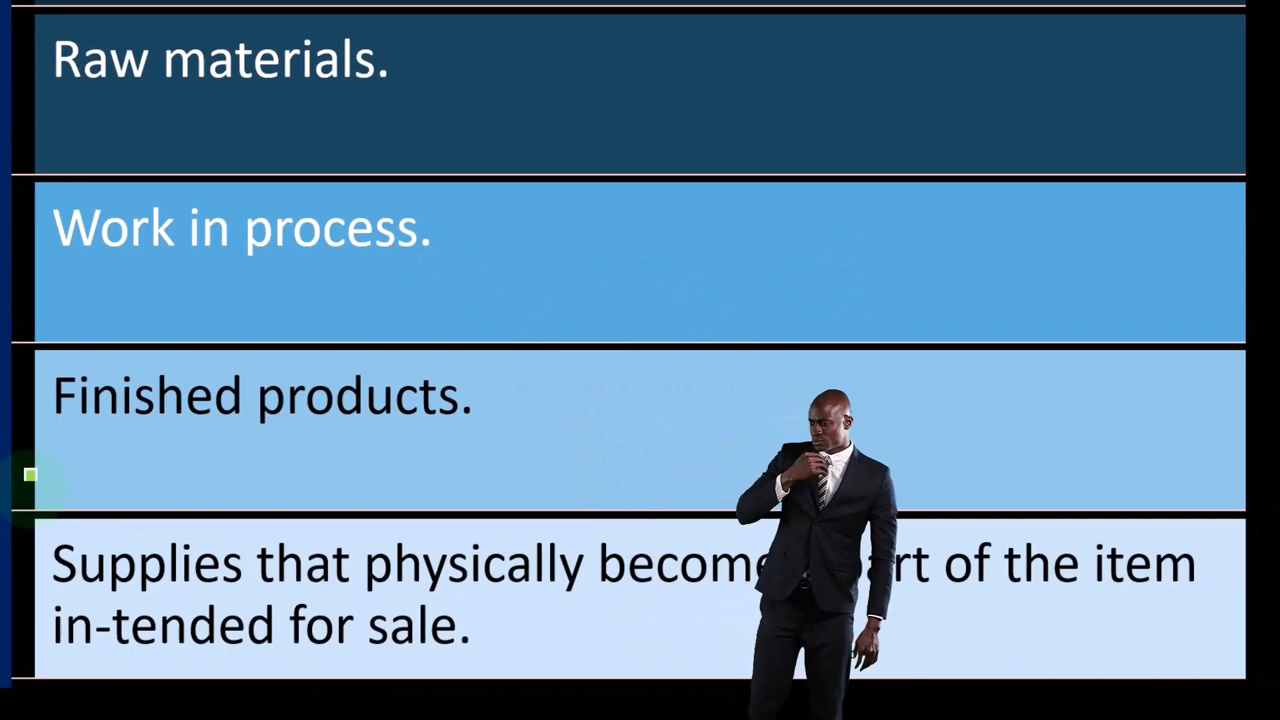 Raw materials.
Work in process.
Finished products.
Supplies that physically become of the item
in-tended for sale.